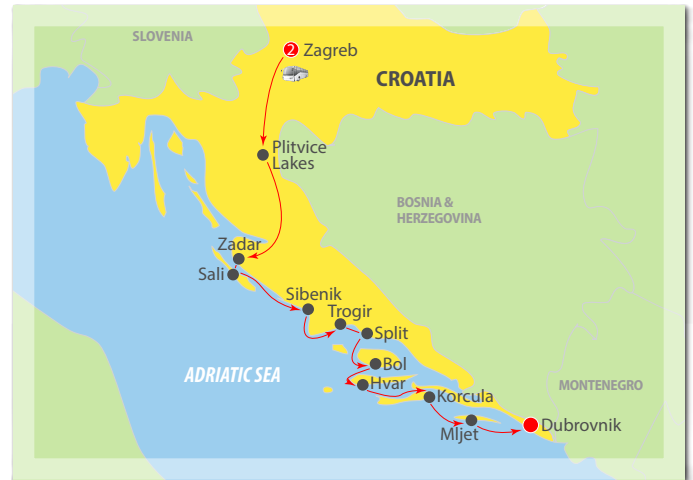 SLOVENIA
2 Zagreb
CROATIA
Plitvice
Lakes
BOSNIA &
HERZEGOVINA
Zadar
Sali
Sibenik
Trogir
Split
ADRIATIC SEA
Bol
Hvar
MONTENEGRO
Korcula
Mljet
Dubrovnik